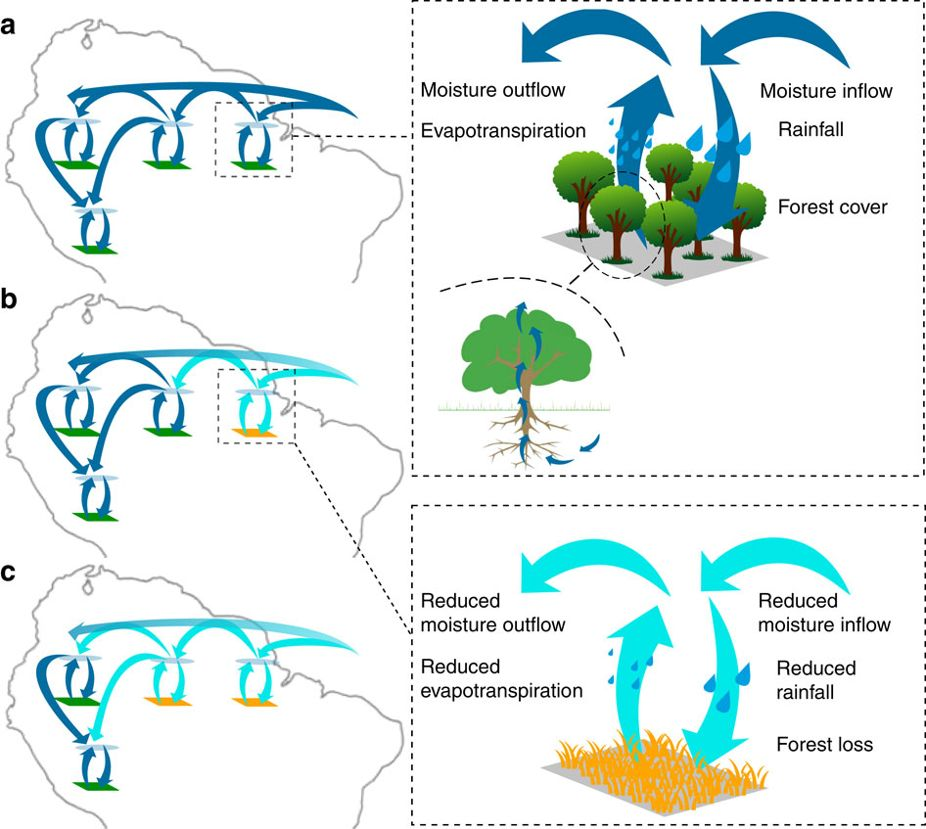 a
Moisture outflow
Moisture inflow
Evapotranspiration
Rainfall
Forest cover
b
c
Reduced
moisture outflow
Reduced
moisture inflow
Reduced
evapotranspiration
Reduced
rainfall
Forest loss